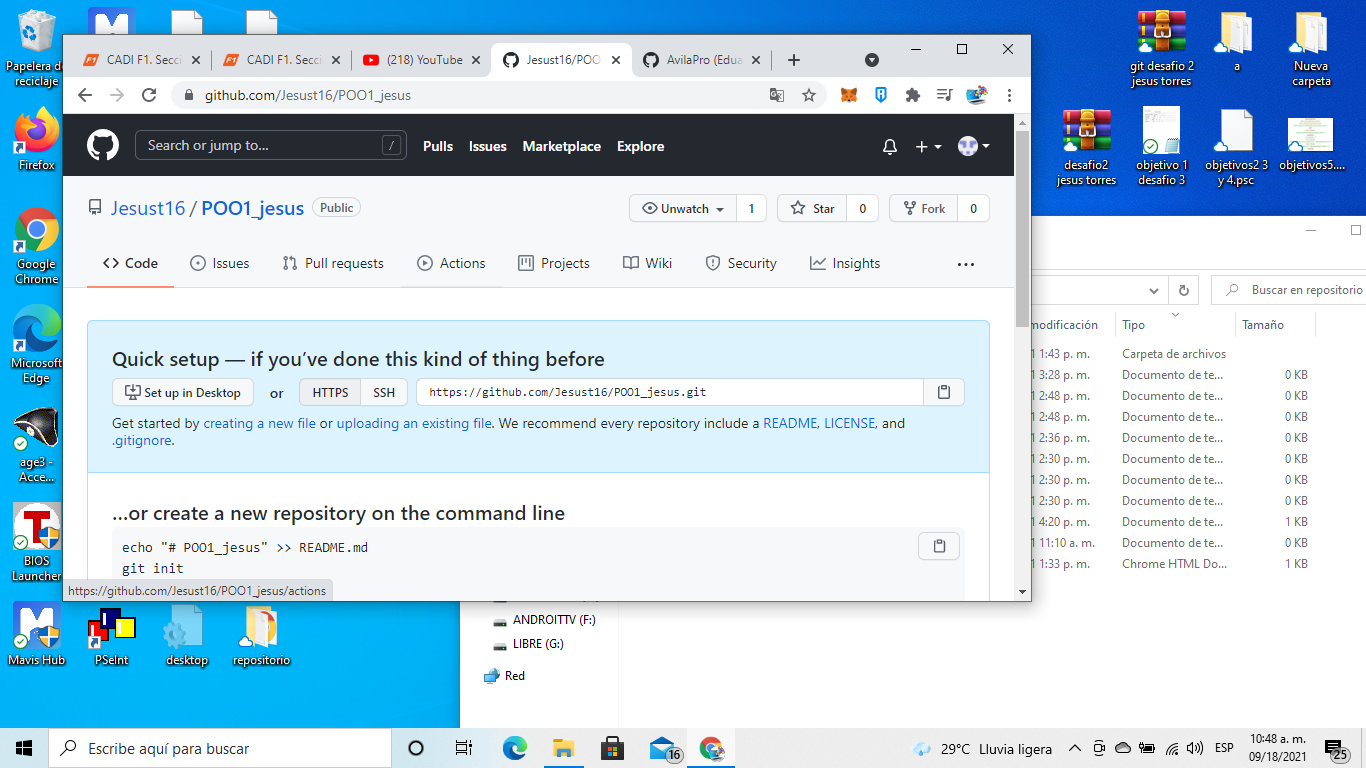 Papelera de
reciclaje
Firefox
Google
Chrome
Microsoft
Edge
age3 -
Acce...
BIOS
Launcher
Mavis Hub
PSeInt
desktop
repositorio
git desafio 2
jesus torres
a
Nueva
carpeta
desafio2
jesus torres
objetivo 1
desafio 3
objetivos2 3
y 4.psc
objetivos5....
CADI F1. Secci
CADI F1. Secci
(218) YouTube
Jesust16/POO
AvilaPro (Edua
github.com/Jesust16/POO1_jesus
Search or jump to...
/
Pulls
Issues
Marketplace
Explore
Jesust16 / POO1_jesus
Public
Unwatch
1
Star
0
Fork
0
Code
Issues
Pull requests
Actions
Projects
Wiki
Security
Insights
Quick setup — if you’ve done this kind of thing before
Set up in Desktop
or
HTTPS
SSH
https://github.com/Jesust16/POO1_jesus.git
Get started by creating a new file or uploading an existing file. We recommend every repository include a README, LICENSE, and
.gitignore.
…or create a new repository on the command line
echo "# POO1_jesus" >> README.md
git init
https://github.com/Jesust16/POO1_jesus/actions
Buscar en repositorio
modificación
Tipo
Tamaño
1 1:43 p. m.
Carpeta de archivos
1 3:28 p. m.
Documento de te...
0 KB
1 2:48 p. m.
Documento de te...
0 KB
1 2:48 p. m.
Documento de te...
0 KB
1 2:36 p. m.
Documento de te...
0 KB
1 2:30 p. m.
Documento de te...
0 KB
1 2:30 p. m.
Documento de te...
0 KB
1 2:30 p. m.
Documento de te...
0 KB
1 4:20 p. m.
Documento de te...
1 KB
1 11:10 a. m.
Documento de te...
0 KB
1 1:33 p. m.
Chrome HTML Do...
1 KB
ANDROITTV (F:)
LIBRE (G:)
Red
Escribe aquí para buscar
16
29°C Lluvia ligera
ESP
10:48 a. m.
09/18/2021
25